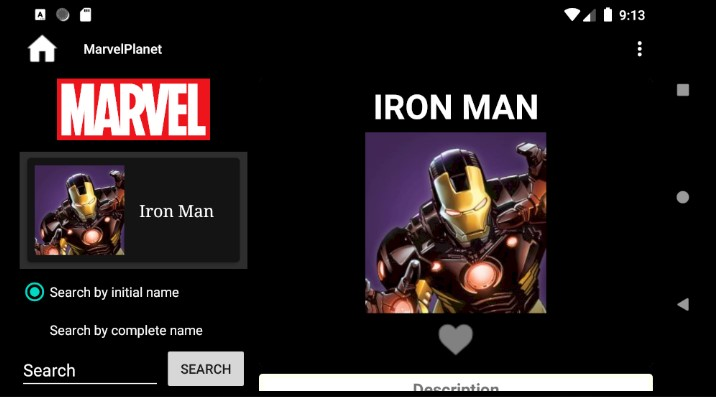 A
9:13
MarvelPlanet
MARVEL
Iron Man
Search by initial name
Search by complete name
Search
SEARCH
IRON MAN
Description